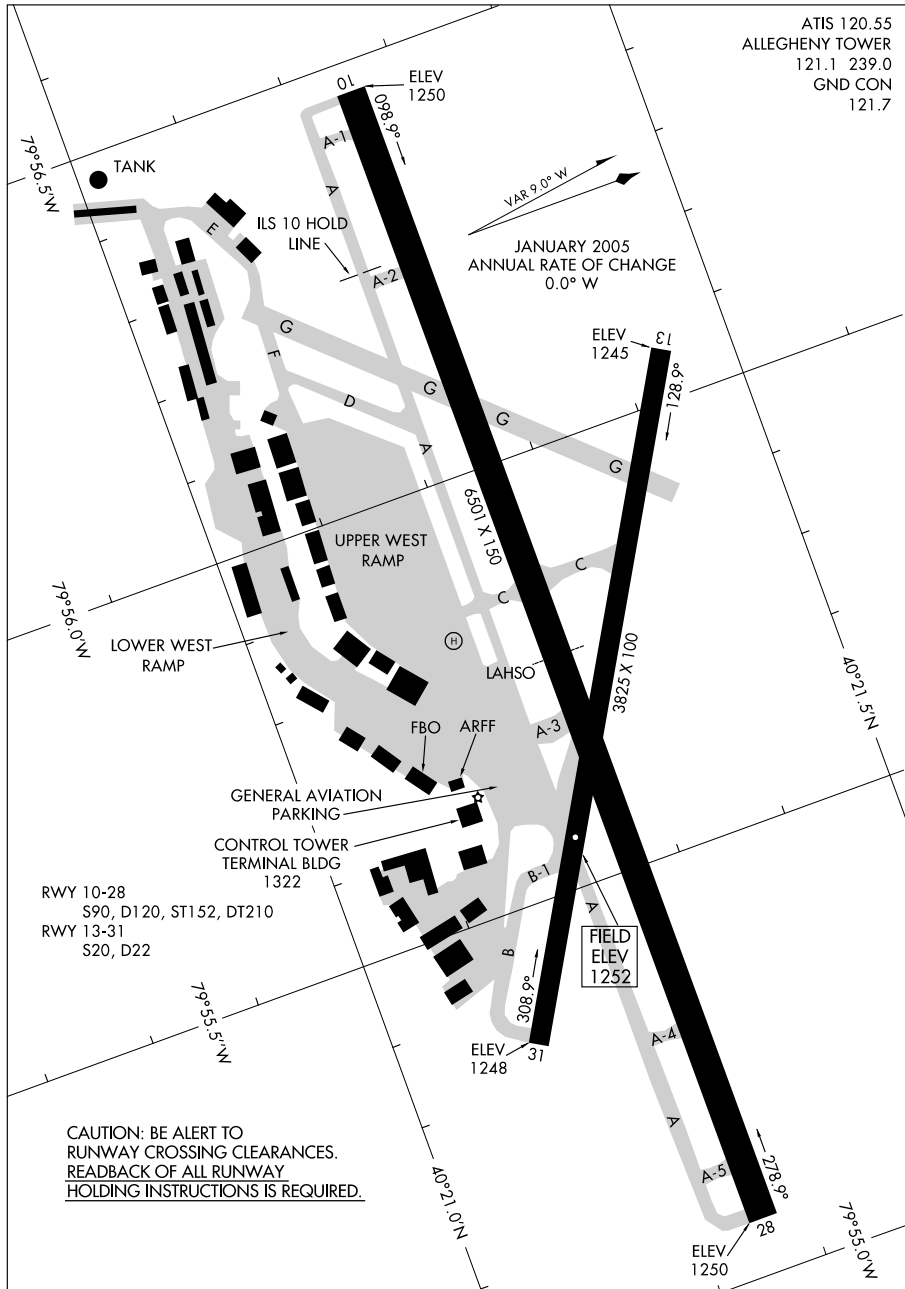 ATIS 120.55
ALLEGHENY TOWER
121.1 239.0
GND CON
121.7
10
ELEV
1250
098.9°
79°56.5'W
TANK
A-1
A
E
ILS 10 HOLD
LINE
A-2
VAR 9.0° W
JANUARY 2005
ANNUAL RATE OF CHANGE
0.0° W
G
F
D
G
G
G
A
ELEV
1245
13
128.9°
6501 X 150
UPPER WEST
RAMP
C
C
79°56.0'W
LOWER WEST
RAMP
H
LAHSO
3825 X 100
40°21.5'N
A-3
FBO
ARFF
GENERAL AVIATION
PARKING
CONTROL TOWER
TERMINAL BLDG
1322
RWY 10-28
S90, D120, ST152, DT210
RWY 13-31
S20, D22
B-1
A
B
FIELD
ELEV
1252
308.9°
79°55.5'W
ELEV
1248
31
A-4
A
A-5
278.9°
28
ELEV
1250
CAUTION: BE ALERT TO
RUNWAY CROSSING CLEARANCES.
READBACK OF ALL RUNWAY
HOLDING INSTRUCTIONS IS REQUIRED.
40°21.0'N
79°55.0'W